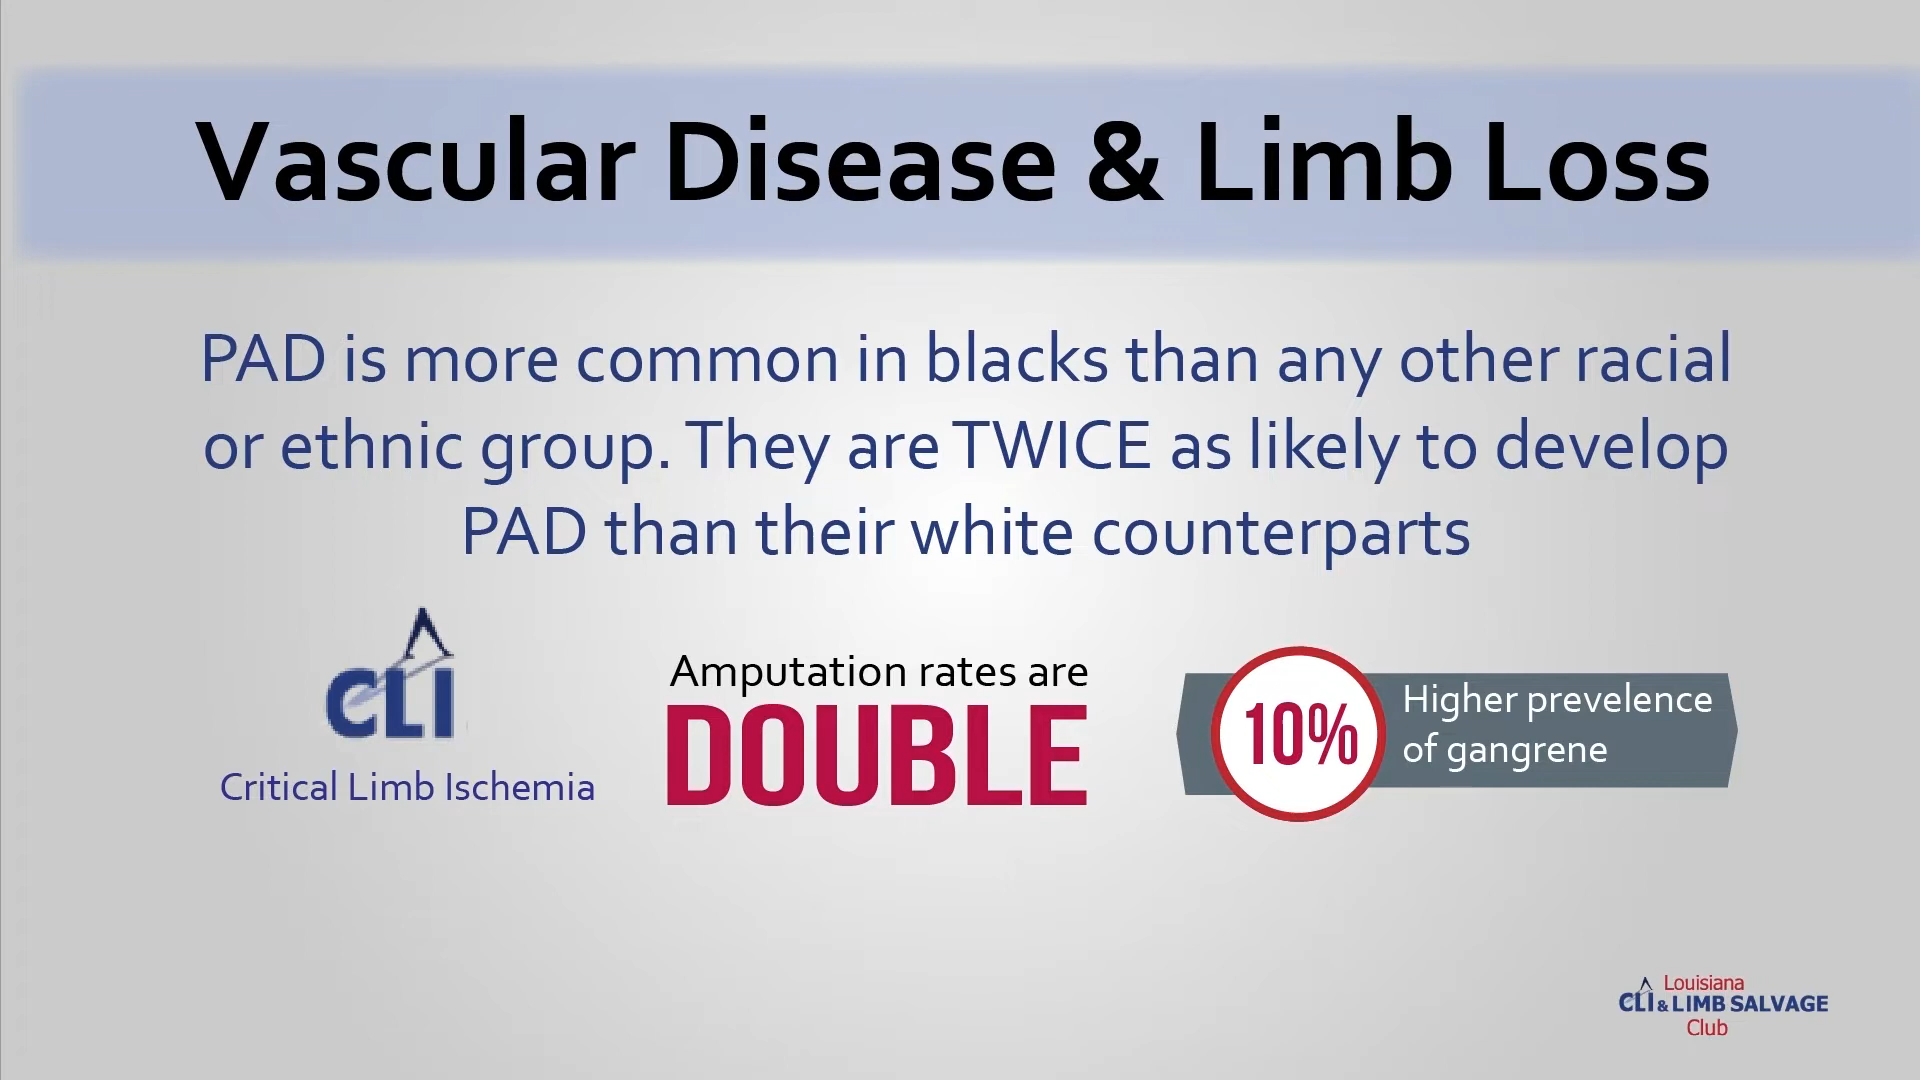 Vascular Disease & Limb Loss
PAD is more common in blacks than any other racial
or ethnic group. They are TWICE as likely to develop
PAD than their white counterparts
CLI
Critical Limb Ischemia
Amputation rates are
DOUBLE
10%
Higher prevelence
of gangrene
Louisiana
CLI & LIMB SALVAGE
Club